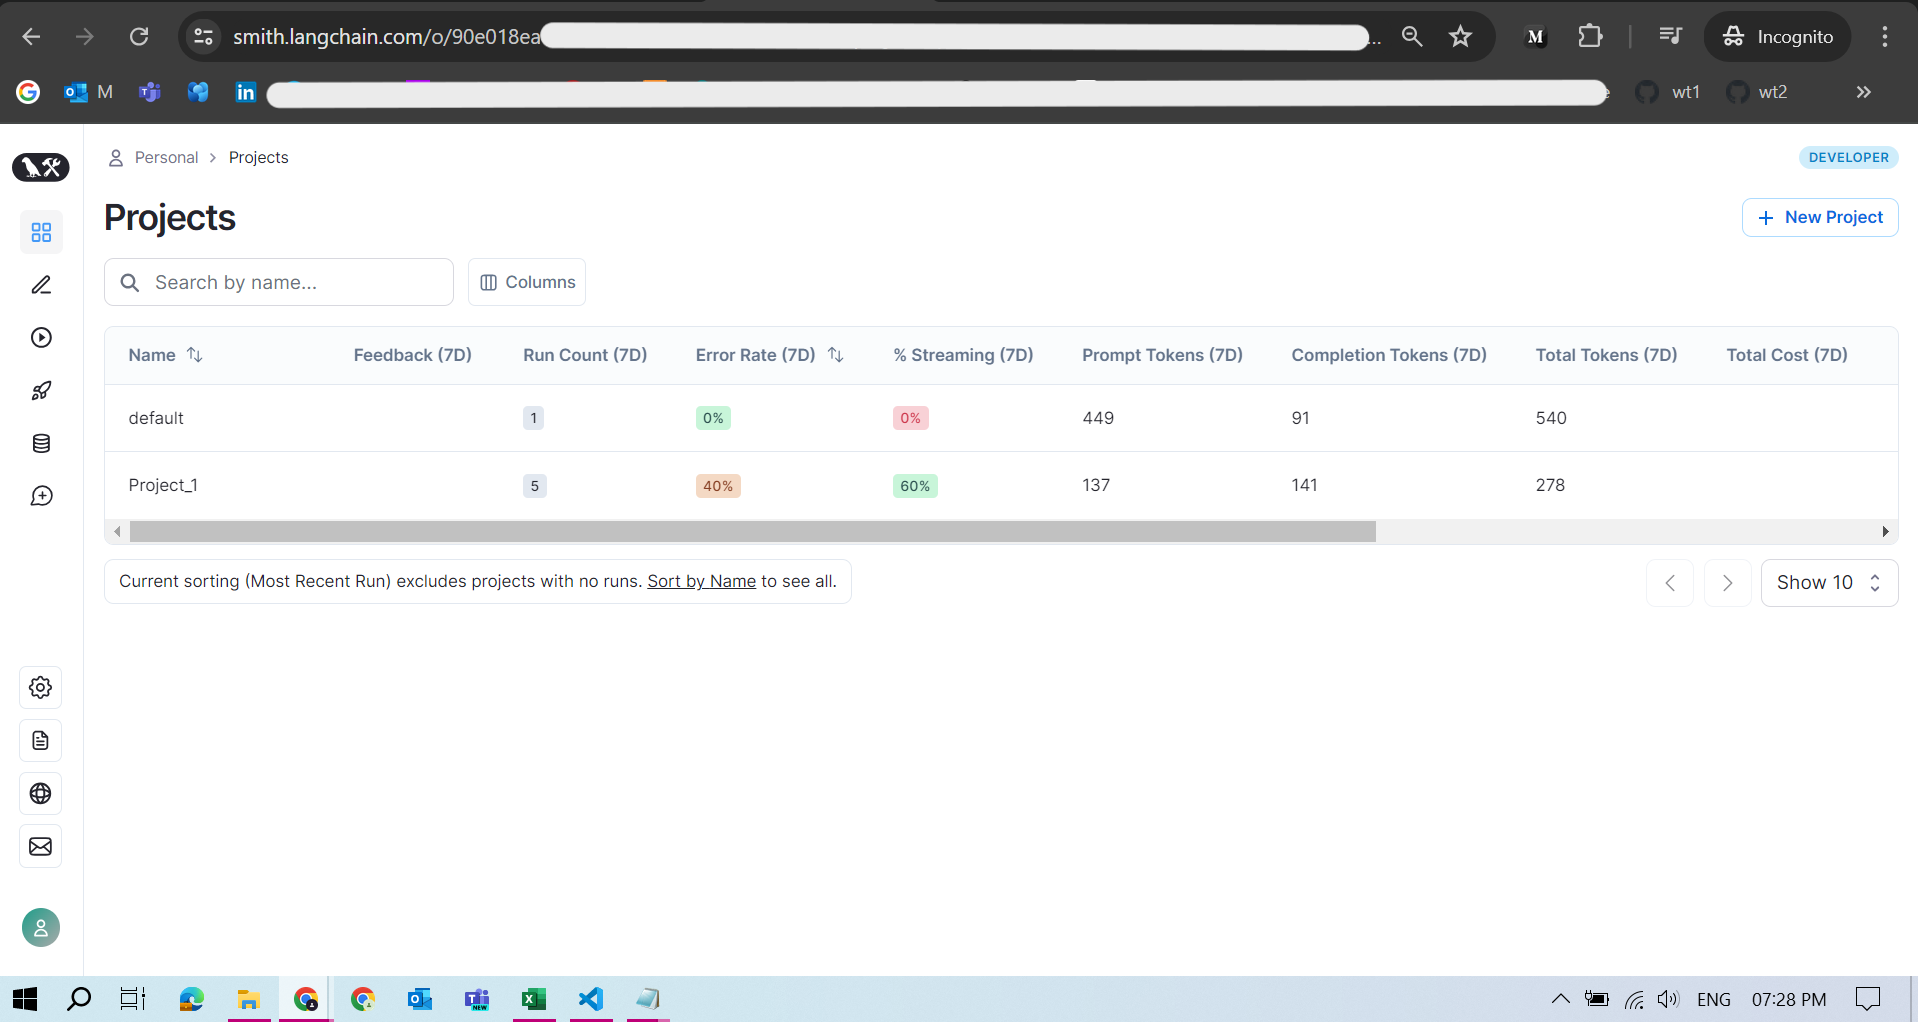 smith.langchain.com/o/90e018ea ...
Incognito
M
wt1
wt2
Personal > Projects
DEVELOPER
Projects
+ New Project
Search by name...
Columns
Name Feedback (7D) Run Count (7D) Error Rate (7D) % Streaming (7D) Prompt Tokens (7D) Completion Tokens (7D) Total Tokens (7D) Total Cost (7D)
default 1 0% 0% 449 91 540
Project_1 5 40% 60% 137 141 278
Current sorting (Most Recent Run) excludes projects with no runs. Sort by Name to see all.
Show 10
ENG 07:28 PM